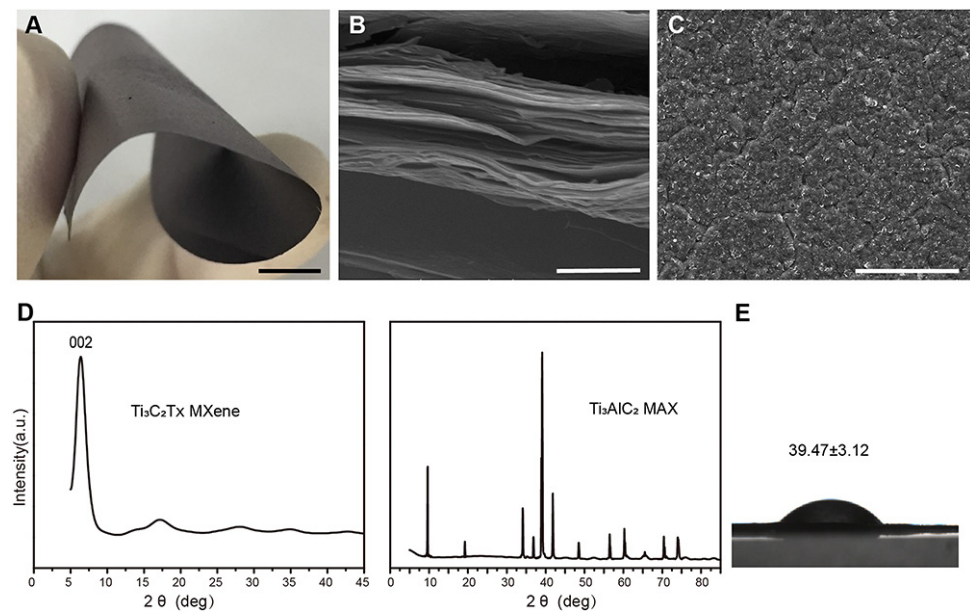 A
B
C
D
E
002
Ti₃C₂Tx MXene
Intensity(a.u.)
0 5 10 15 20 25 30 35 40 45
2 θ (deg)
Ti₃AlC₂ MAX
0 10 20 30 40 50 60 70 80
2 θ (deg)
39.47±3.12